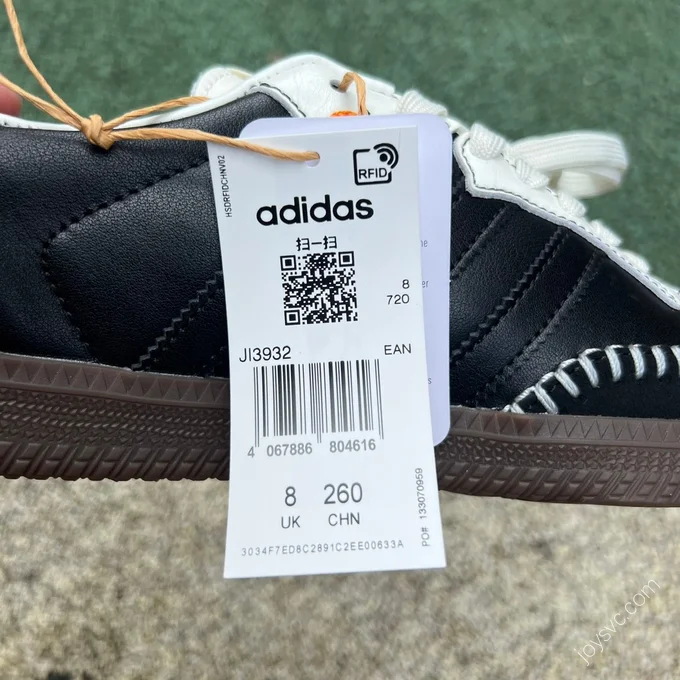 HSDRFIDCHNV02
RFID
adidas
扫一扫
8
720
JI3932
EAN
4 067886 804616
8 260
UK CHN
PO# 133070959
3034F7ED8C2891C2EE00633A
joysvc.com